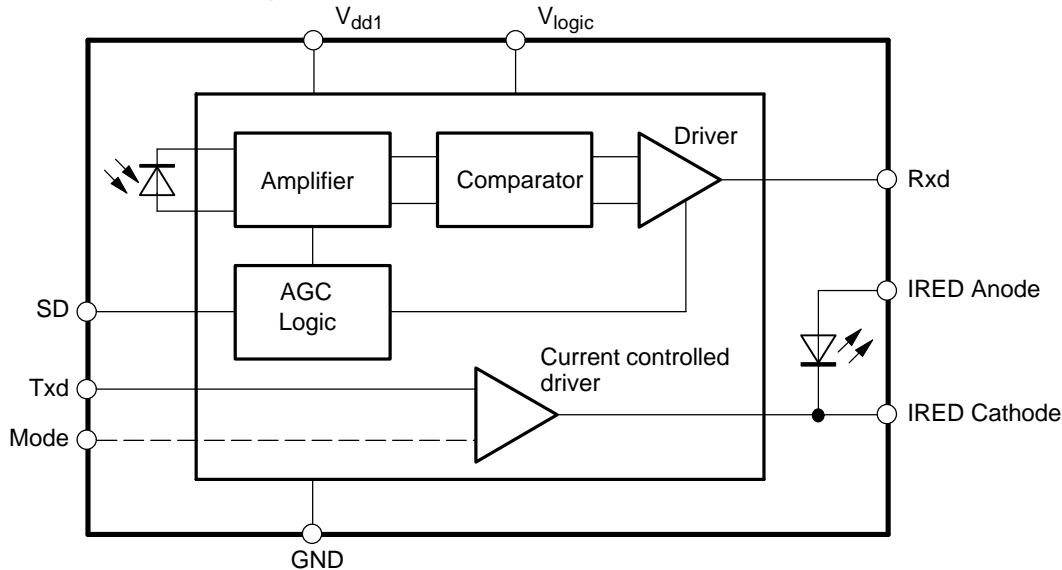 Vdd1
Vlogic
Driver
Amplifier
Comparator
Rxd
AGC
Logic
SD
IRED Anode
Current controlled
driver
Txd
IRED Cathode
Mode
GND